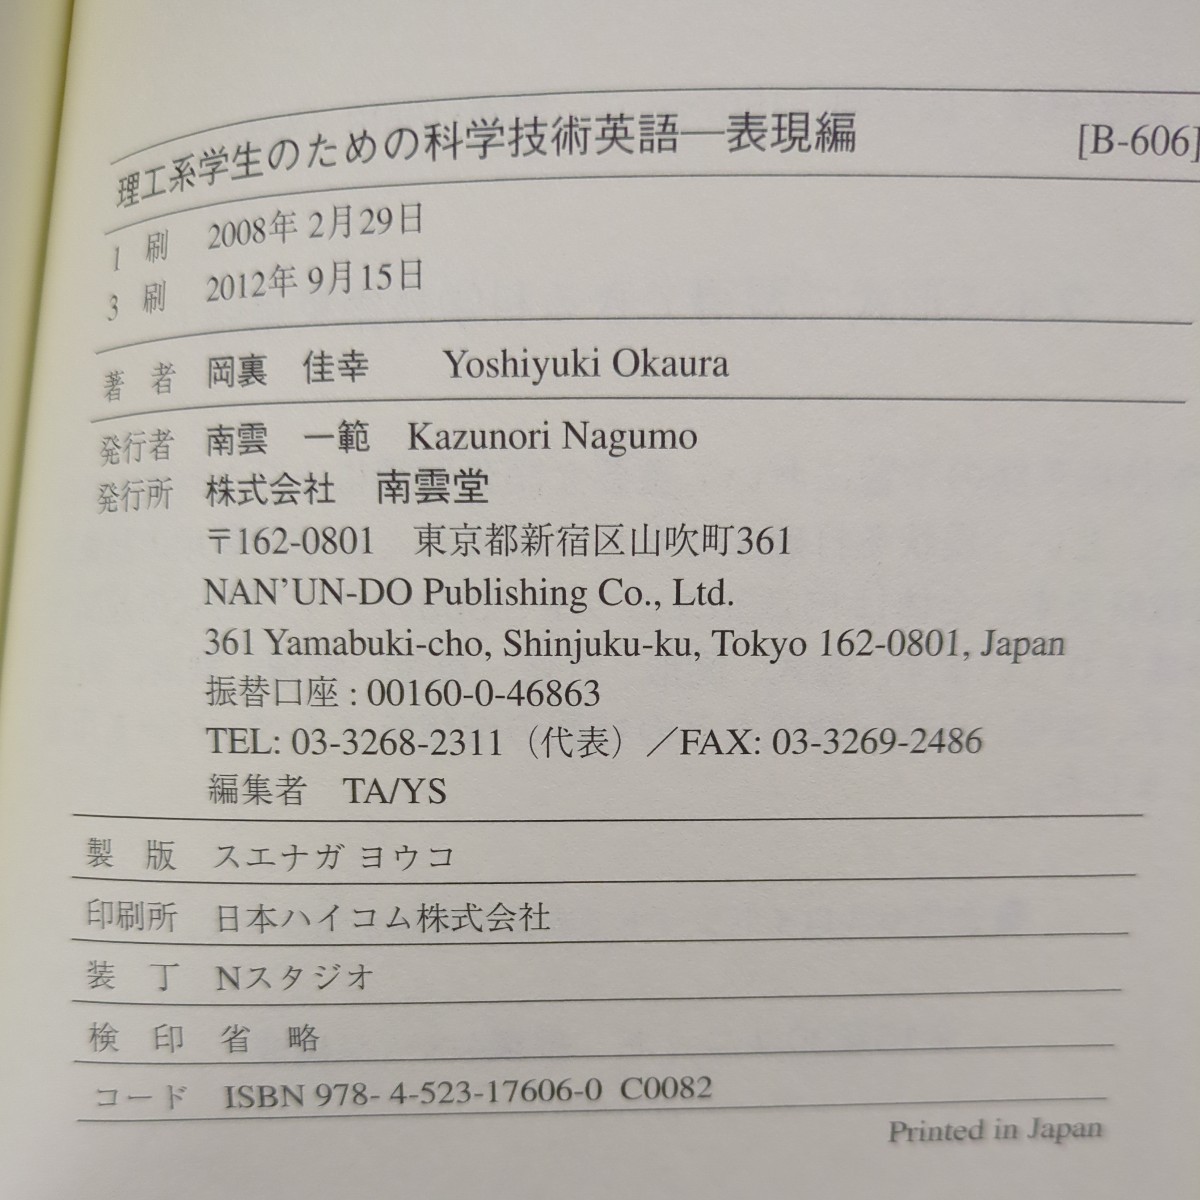 理工系学生のための科学技術英語―表現編 [B-606]
1 刷 2008年 2月29日
3 刷 2012年 9月15日
著 者 岡裏 佳幸 Yoshiyuki Okaura
発行者 南雲 一範 Kazunori Nagumo
発行所 株式会社 南雲堂
〒162-0801 東京都新宿区山吹町361
NAN'UN-DO Publishing Co., Ltd.
361 Yamabuki-cho, Shinjuku-ku, Tokyo 162-0801, Japan
振替口座 : 00160-0-46863
TEL: 03-3268-2311（代表）／FAX: 03-3269-2486
編集者 TA/YS
製 版 スエナガ ヨウコ
印刷所 日本ハイコム株式会社
装 丁 Nスタジオ
検 印 省 略
コード ISBN 978- 4-523-17606-0 C0082
Printed in Japan